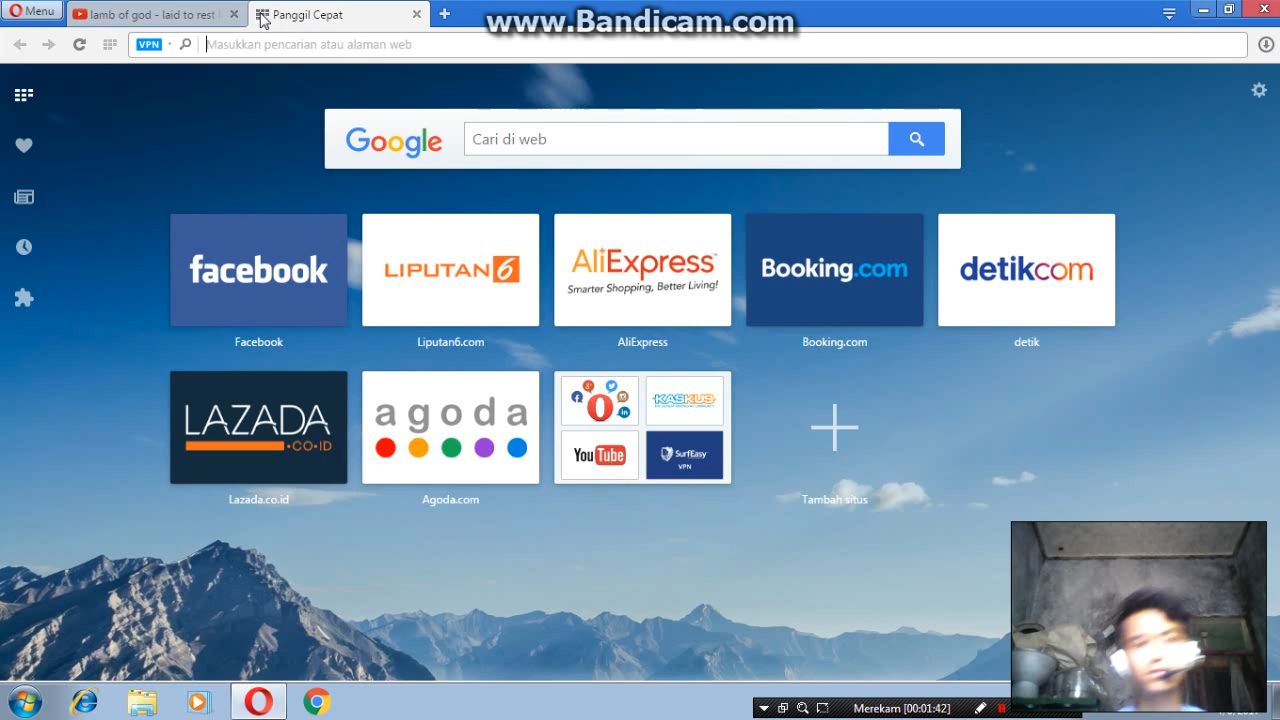 Menu
lamb of god - laid to rest
Panggil Cepat
www.Bandicam.com
VPN
Masukkan pencarian atau alaman web
Google
Cari di web
facebook
LIPUTAN 6
AliExpress
Smarter Shopping, Better Living!
Booking.com
detikcom
Facebook
Liputan6.com
AliExpress
Booking.com
detik
LAZADA
.CO.ID
agoda
KASKUS
YouTube
SurfEasy
VPN
Lazada.co.id
Agoda.com
Tambah situs
Merekam [00:01:42]